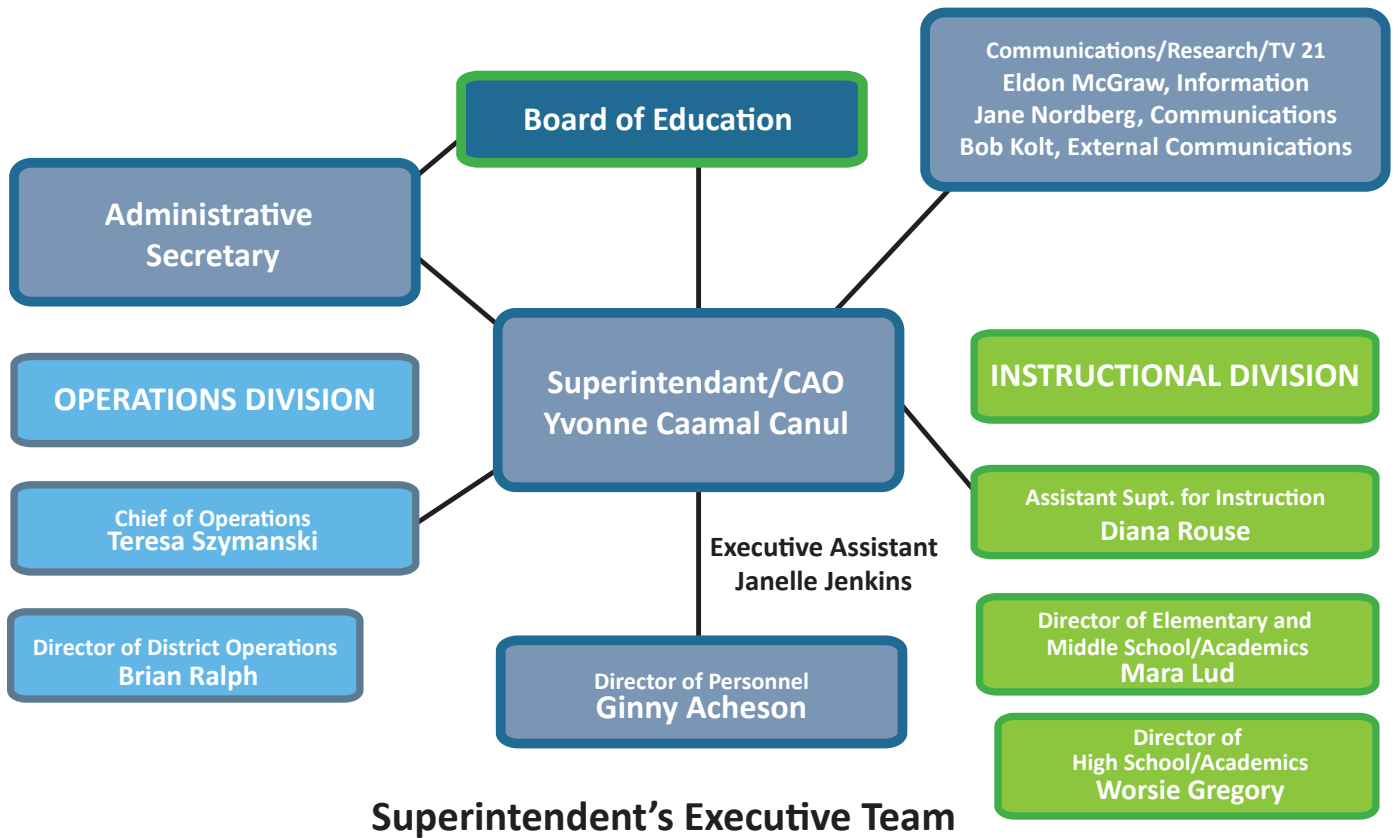 Communications/Research/TV 21
Eldon McGraw, Information
Jane Nordberg, Communications
Bob Kolt, External Communications
Board of Education
Administrative
Secretary
Superintendant/CAO
Yvonne Caamal Canul
OPERATIONS DIVISION
Chief of Operations
Teresa Szymanski
Director of District Operations
Brian Ralph
Executive Assistant
Janelle Jenkins
Director of Personnel
Ginny Acheson
INSTRUCTIONAL DIVISION
Assistant Supt. for Instruction
Diana Rouse
Director of Elementary and
Middle School/Academics
Mara Lud
Director of
High School/Academics
Worsie Gregory
Superintendent’s Executive Team